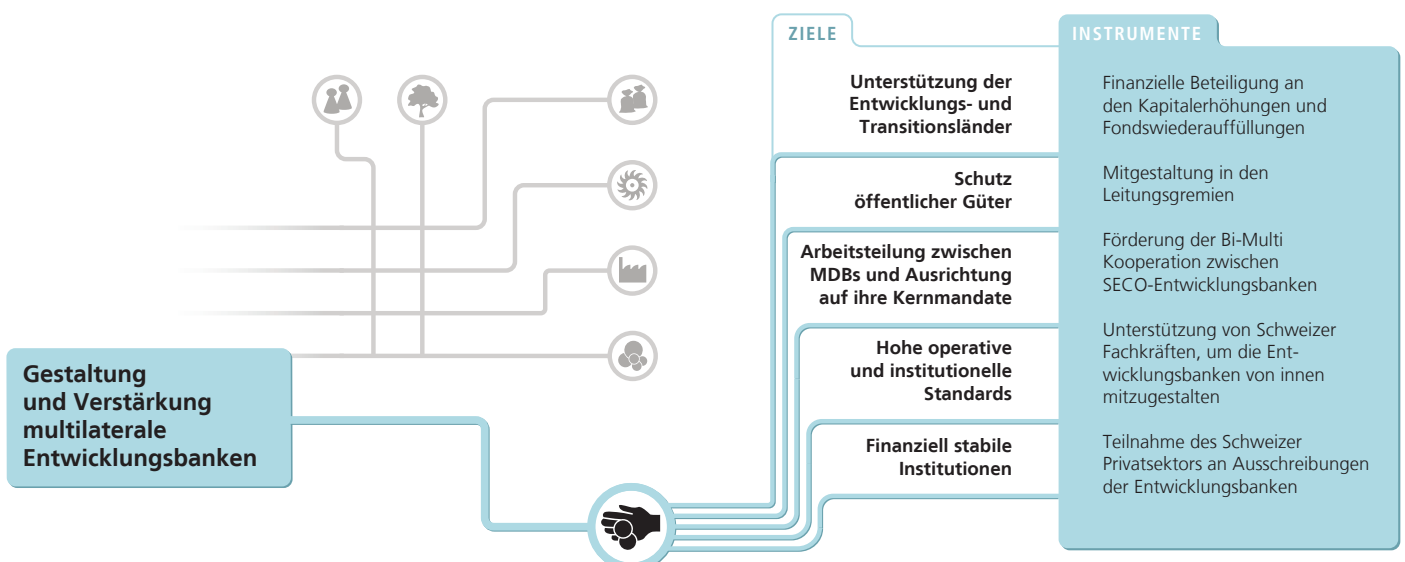 Gestaltung
und Verstärkung
multilaterale
Entwicklungsbanken
ZIELE
Unterstützung der
Entwicklungs- und
Transitionsländer
Schutz
öffentlicher Güter
Arbeitsteilung zwischen
MDBs und Ausrichtung
auf ihre Kernmandate
Hohe operative
und institutionelle
Standards
Finanziell stabile
Institutionen
INSTRUMENTE
Finanzielle Beteiligung an
den Kapitalerhöhungen und
Fondswiederauffüllungen
Mitgestaltung in den
Leitungsgremien
Förderung der Bi-Multi
Kooperation zwischen
SECO-Entwicklungsbanken
Unterstützung von Schweizer
Fachkräften, um die Ent-
wicklungsbanken von innen
mitzugestalten
Teilnahme des Schweizer
Privatsektors an Ausschreibungen
der Entwicklungsbanken